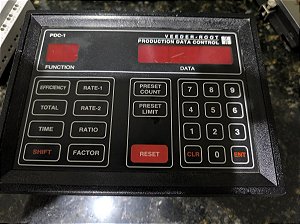 PDC-1
VEEDER-ROOT
PRODUCTION DATA CONTROL
FUNCTION
DATA
EFFICIENCY
RATE-1
PRESET
COUNT
7 8 9
TOTAL
RATE-2
PRESET
LIMIT
4 5 6
TIME
RATIO
1 2 3
SHIFT
FACTOR
RESET
CLR 0 ENT